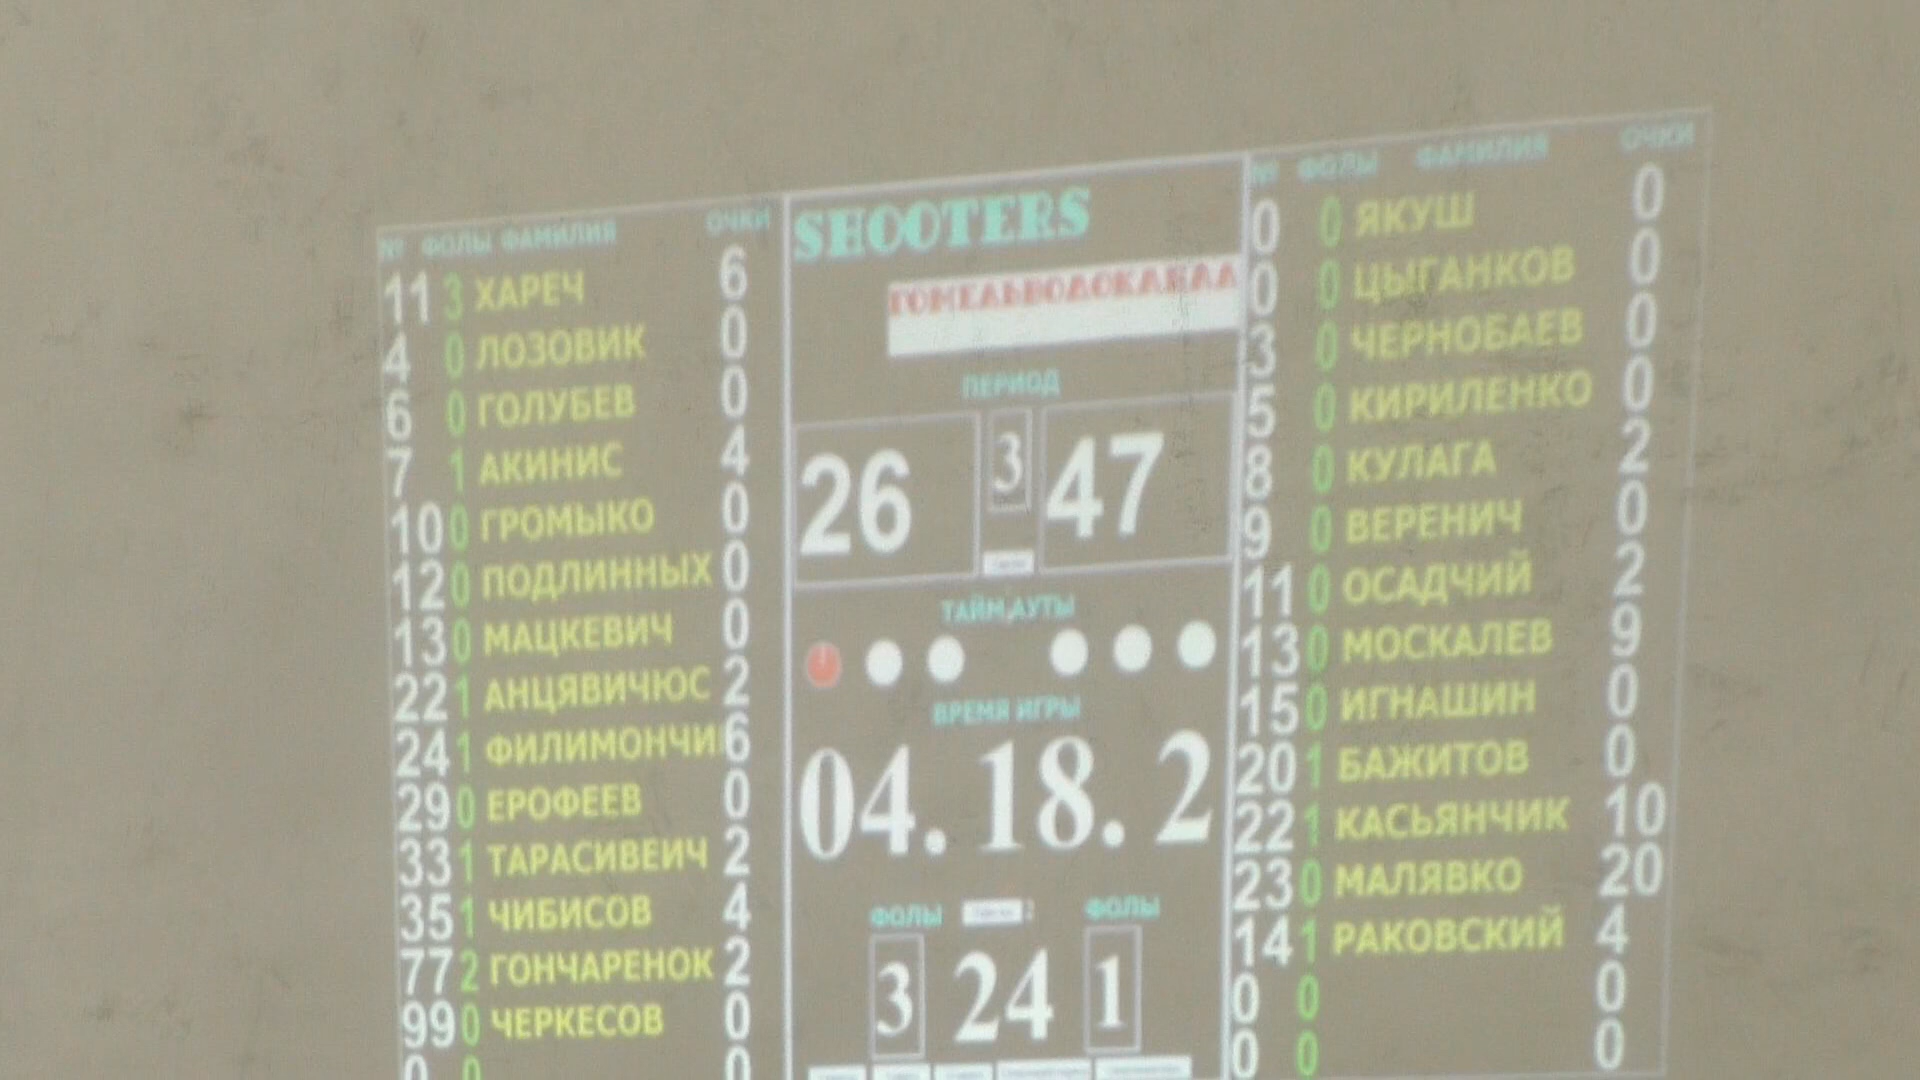 № ФОЛЫ ФАМИЛИЯ ОЧКИ
11 3 ХАРЕЧ 6
4 0 ЛОЗОВИК 0
6 0 ГОЛУБЕВ 0
7 1 АКИНИС 4
10 0 ГРОМЫКО 0
12 0 ПОДЛИННЫХ 0
13 0 МАЦКЕВИЧ 0
22 1 АНЦЯВИЧЮС 2
24 1 ФИЛИМОНЧИ 6
29 0 ЕРОФЕЕВ 0
33 1 ТАРАСИВЕИЧ 2
35 1 ЧИБИСОВ 4
77 2 ГОНЧАРЕНОК 2
99 0 ЧЕРКЕСОВ 0
0 0 0
SHOOTERS
ГОМЕЛЬВОДОКАНАЛ
ПЕРИОД
26 3 47
ТАЙМ,АУТЫ
ВРЕМЯ ИГРЫ
04. 18. 2
ФОЛЫ ФОЛЫ
3 24 1
№ ФОЛЫ ФАМИЛИЯ ОЧКИ
0 0 ЯКУШ 0
0 0 ЦЫГАНКОВ 0
3 0 ЧЕРНОБАЕВ 0
5 0 КИРИЛЕНКО 0
8 0 КУЛАГА 2
9 0 ВЕРЕНИЧ 0
11 0 ОСАДЧИЙ 2
13 0 МОСКАЛЕВ 9
15 0 ИГНАШИН 0
20 1 БАЖИТОВ 0
22 1 КАСЬЯНЧИК 10
23 0 МАЛЯВКО 20
14 1 РАКОВСКИЙ 4
0 0 0
0 0 0